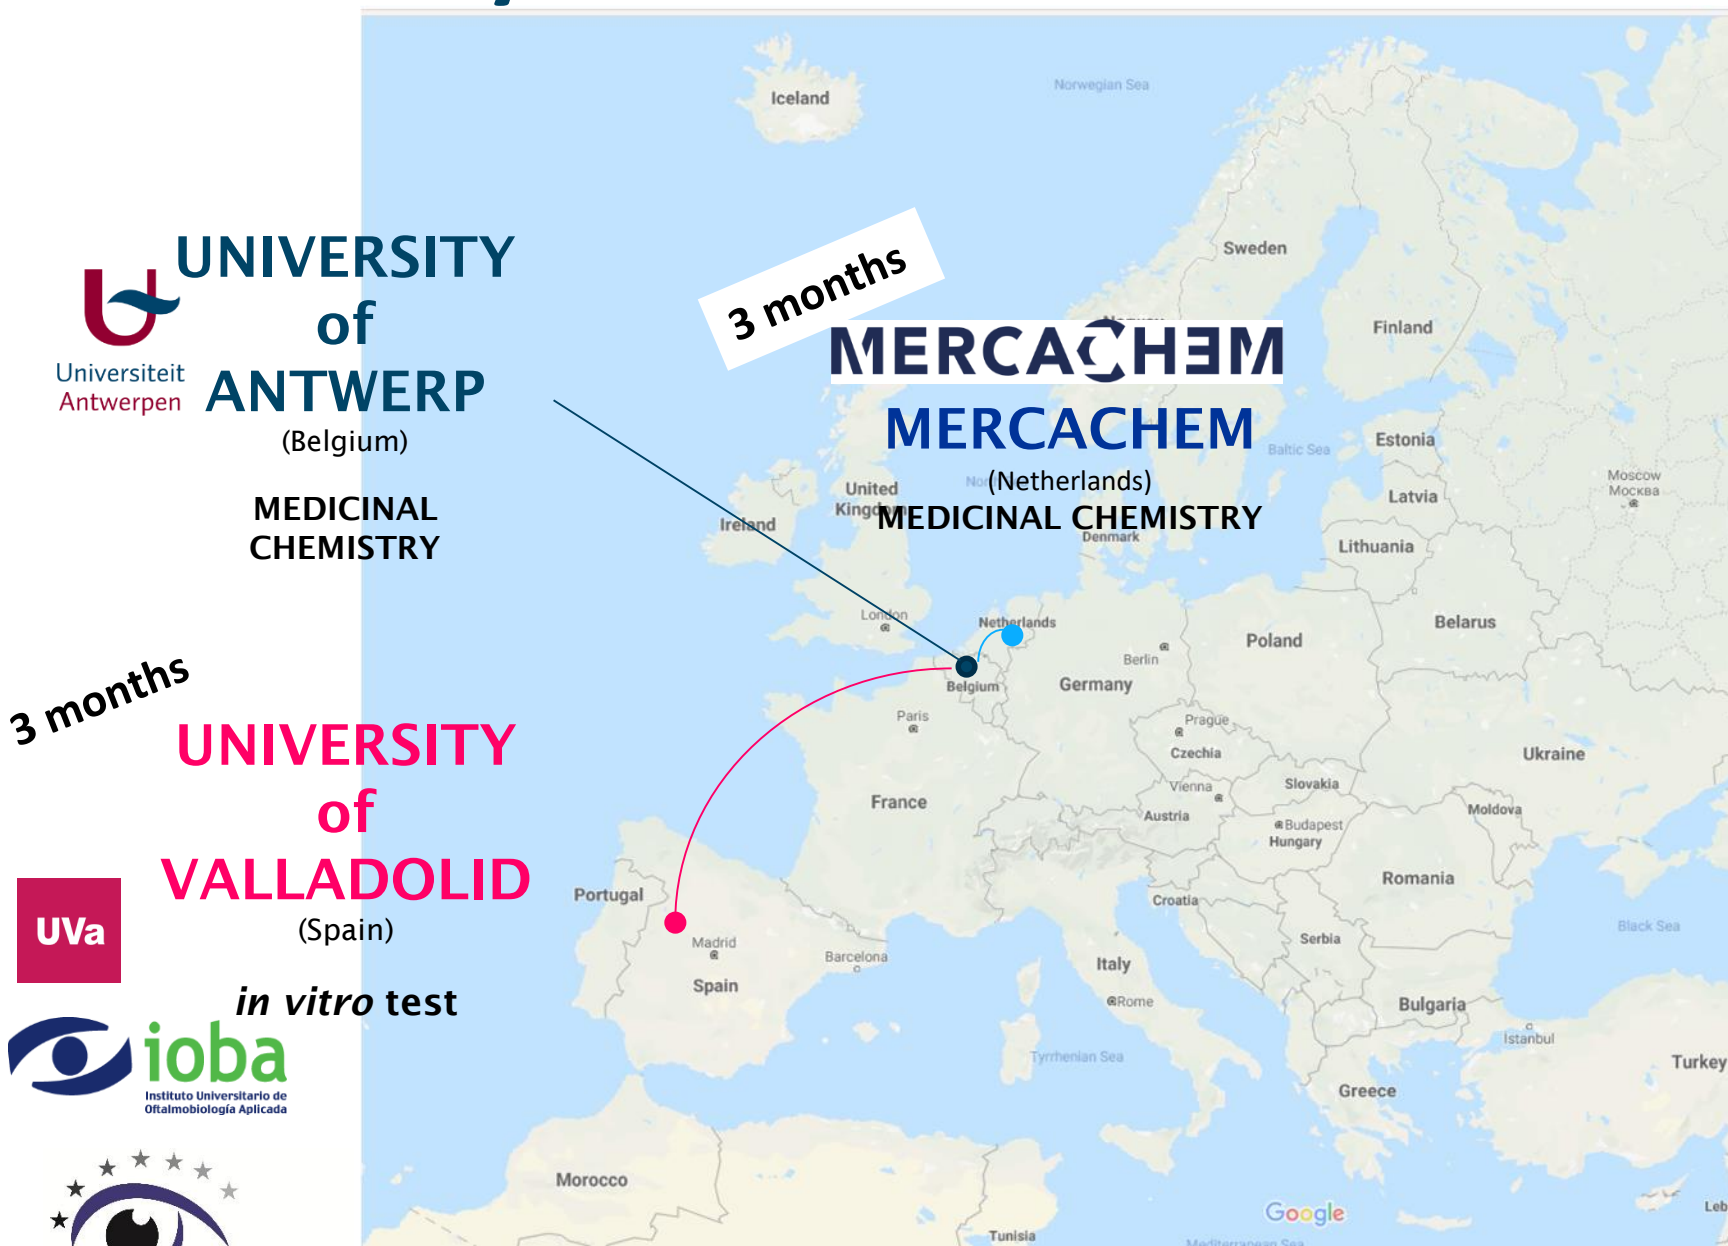 UNIVERSITY
of
ANTWERP
(Belgium)
MEDICINAL
CHEMISTRY
Universiteit
Antwerpen
3 months
MERCACHEM
MERCACHEM
(Netherlands)
MEDICINAL CHEMISTRY
3 months
UNIVERSITY
of
VALLADOLID
(Spain)
in vitro test
UVa
ioba
Instituto Universitario de
Oftalmobiología Aplicada
Iceland
Norwegian Sea
Sweden
Finland
Estonia
Baltic Sea
Latvia
Moscow
Москва
Lithuania
United
Kingdom
Ireland
Denmark
London
Netherlands
Belarus
Poland
Berlin
Belgium
Germany
Paris
Prague
Czechia
Ukraine
Vienna
Slovakia
France
Austria
Budapest
Hungary
Moldova
Portugal
Romania
Croatia
Black Sea
Madrid
Barcelona
Serbia
Italy
Spain
Rome
Bulgaria
Istanbul
Tyrrhenian Sea
Turkey
Greece
Morocco
Google
Leb
Tunisia
Mediterranean Sea